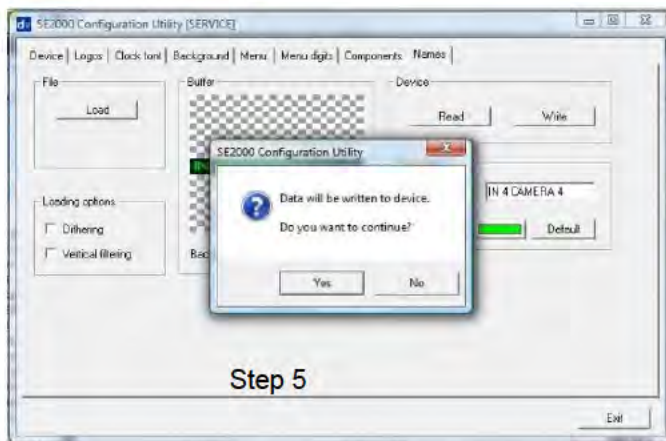 SE2000 Configuration Utility [SERVICE]
Device | Logos | Clock font | Background | Menu | Menu digits | Components | Names
File
Load
Buffer
Device
Read
Write
SE2000 Configuration Utility
Data will be written to device.
Do you want to continue?
Yes
No
IN 4 CAMERA 4
Default
Loading options
Dithering
Vertical filtering
Step 5
Exit